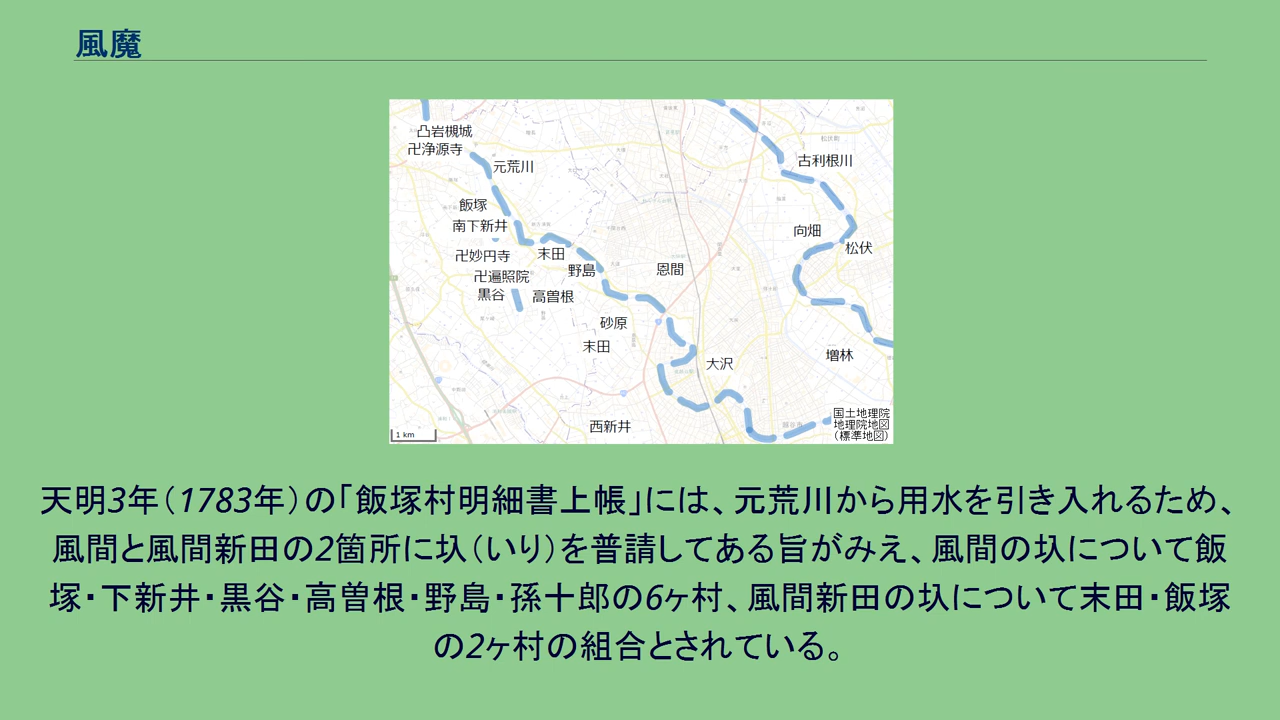 風魔
凸岩槻城
卍浄源寺
元荒川
古利根川
飯塚
南下新井
向畑
松伏
卍妙円寺
末田
野島
恩間
卍遍照院
黒谷
高曽根
砂原
末田
増林
大沢
西新井
国土地理院
地理院地図
(標準地図)
1 km
天明3年(1783年)の「飯塚村明細書上帳」には、元荒川から用水を引き入れるため、
風間と風間新田の2箇所に圦(いり)を普請してある旨がみえ、風間の圦について飯
塚・下新井・黒谷・高曽根・野島・孫十郎の6ヶ村、風間新田の圦について末田・飯塚
の2ヶ村の組合とされている。